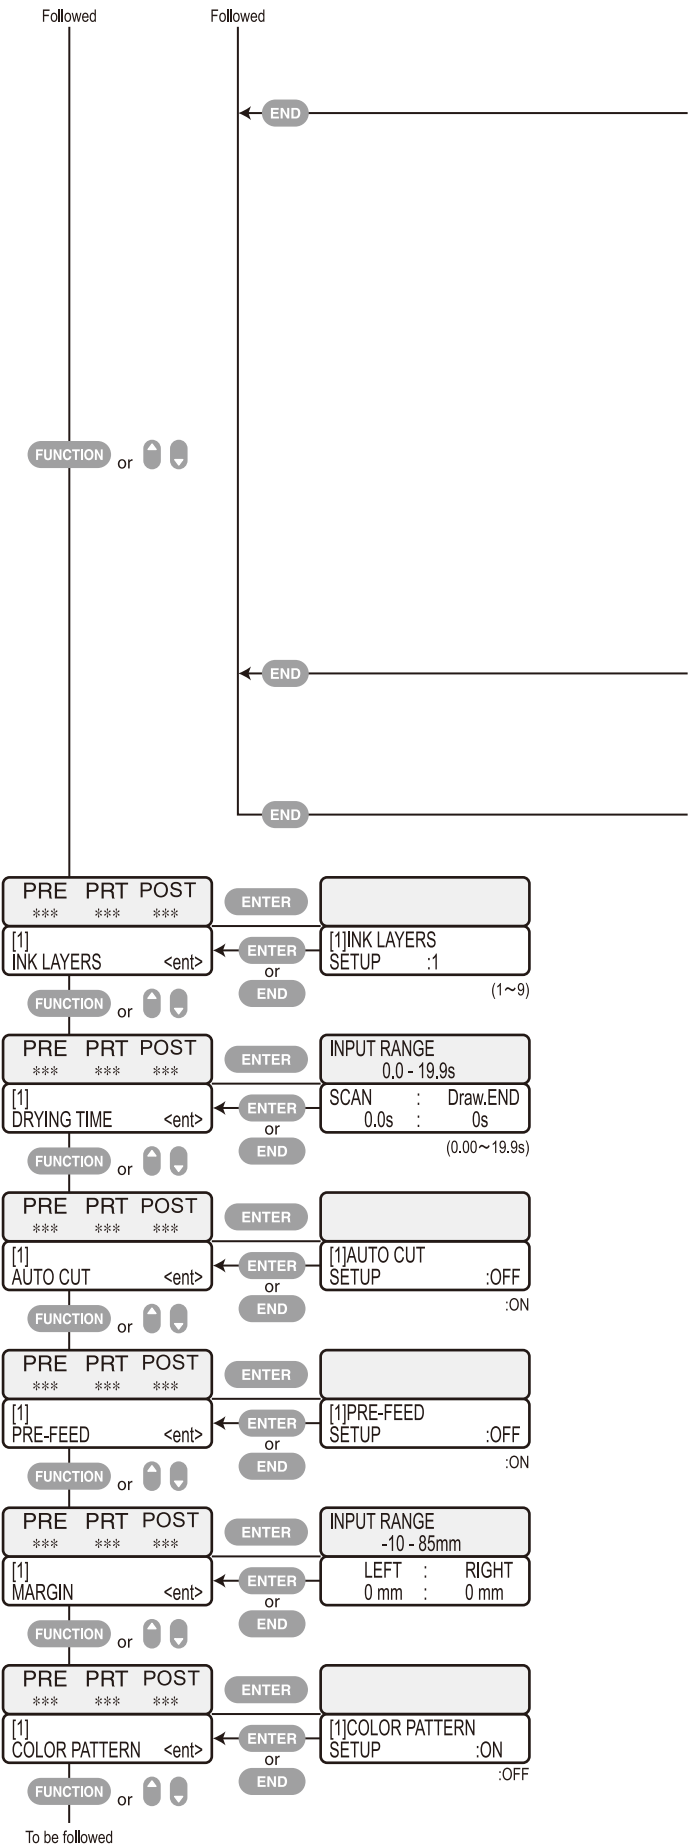 Followed Followed
END
FUNCTION or
END
END
PRE PRT POST ENTER
*** *** ***
[1] ENTER [1]INK LAYERS
INK LAYERS <ent> or SETUP :1
END (1～9)
FUNCTION or
PRE PRT POST ENTER INPUT RANGE
*** *** *** 0.0 - 19.9s
[1] ENTER SCAN : Draw.END
DRYING TIME <ent> or 0.0s : 0s
END (0.00～19.9s)
FUNCTION or
PRE PRT POST ENTER
*** *** ***
[1] ENTER [1]AUTO CUT
AUTO CUT <ent> or SETUP :OFF
END :ON
FUNCTION or
PRE PRT POST ENTER
*** *** ***
[1] ENTER [1]PRE-FEED
PRE-FEED <ent> or SETUP :OFF
END :ON
FUNCTION or
PRE PRT POST ENTER INPUT RANGE
*** *** *** -10 - 85mm
[1] ENTER LEFT : RIGHT
MARGIN <ent> or 0 mm : 0 mm
END
FUNCTION or
PRE PRT POST ENTER
*** *** ***
[1] ENTER [1]COLOR PATTERN
COLOR PATTERN <ent> or SETUP :ON
END :OFF
FUNCTION or
To be followed